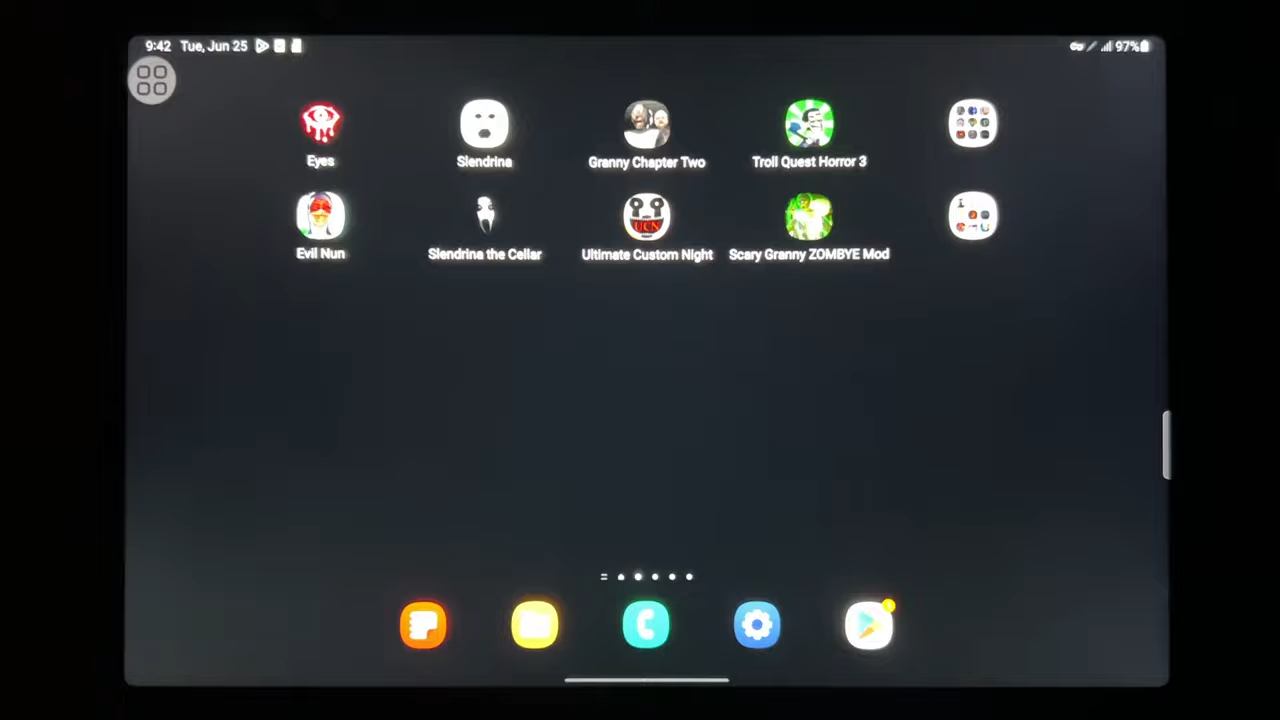 9:42 Tue, Jun 25
97%
Eyes
Slendrina
Granny Chapter Two
Troll Quest Horror 3
UCN
Evil Nun
Slendrina the Cellar
Ultimate Custom Night
Scary Granny ZOMBYE Mod